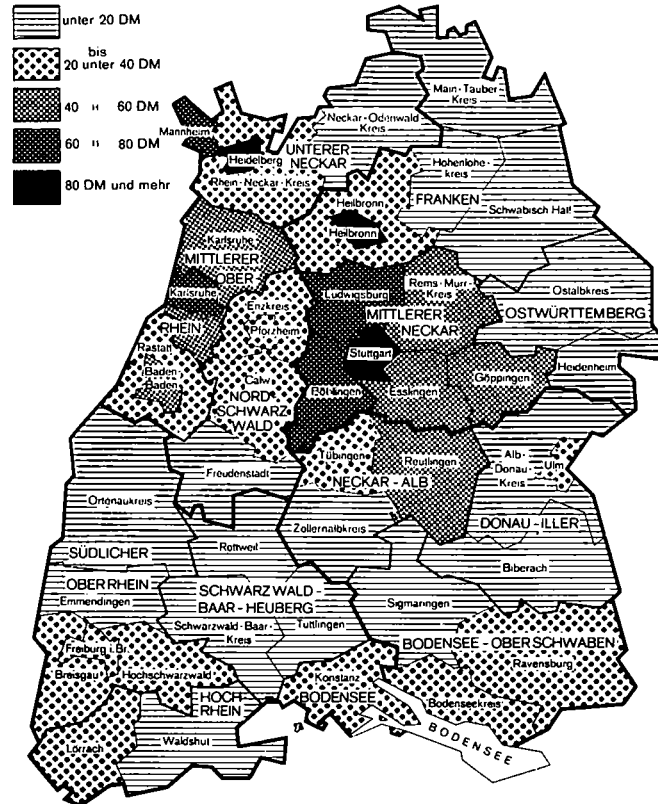 unter 20 DM
bis
20 unter 40 DM
40 " 60 DM
60 " 80 DM
80 DM und mehr
Main-Tauber
Kreis
Neckar-Odenwald
Kreis
Mannheim
Heidelberg
UNTERER
NECKAR
Rhein-Neckar-Kreis
Hohenlohe-
kreis
FRANKEN
Schwäbisch Hall
Heilbronn
Heilbronn
Karlsruhe
MITTLERER
OBER
Karlsruhe
RHEIN
Rastatt
Baden-
Baden
Enzkreis
Pforzheim
Calw
NORD
SCHWARZ
WALD
Ludwigsburg
Rems-Murr-
Kreis
MITTLERER
NECKAR
Stuttgart
Böblingen
Esslingen
Göppingen
Ostalbkreis
OSTWÜRTTEMBERG
Heidenheim
Freudenstadt
Tübingen
Reutlingen
NECKAR-ALB
Zollernalbkreis
Alb-
Donau-
Kreis
Ulm
DONAU-ILLER
Biberach
Ortenaukreis
SÜDLICHER
OBERRHEIN
Emmendingen
Rottweil
SCHWARZWALD-
BAAR-HEUBERG
Schwarzwald-Baar-
Kreis
Tuttlingen
Sigmaringen
BODENSEE-OBERSCHWABEN
Ravensburg
Bodenseekreis
Freiburg i.Br.
Breisgau
Hochschwarzwald
HOCH
RHEIN
Konstanz
BODENSEE
Lörrach
Waldshut
BODENSEE